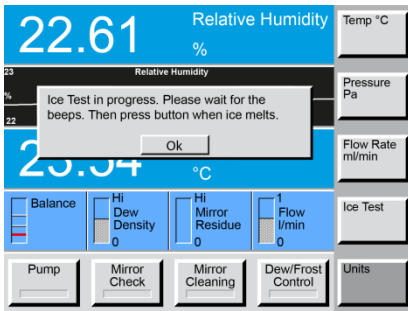 22.61
Relative Humidity
%
Temp °C
23
Relative Humidity
%
22
Pressure
Pa
Ice Test in progress. Please wait for the
beeps. Then press button when ice melts.
Ok
°C
Flow Rate
ml/min
Balance
Hi
Dew
Density
0
Hi
Mirror
Residue
0
1
Flow
l/min
0
Ice Test
Pump
Mirror
Check
Mirror
Cleaning
Dew/Frost
Control
Units